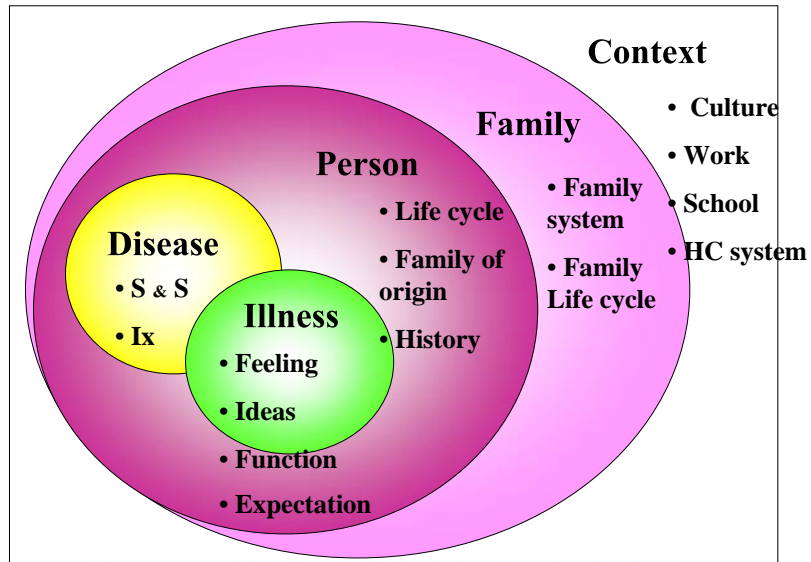 Context
• Culture
• Work
• School
• HC system
Family
• Family
system
• Family
Life cycle
Person
• Life cycle
• Family of
origin
• History
Disease
• S & S
• Ix
Illness
• Feeling
• Ideas
• Function
• Expectation